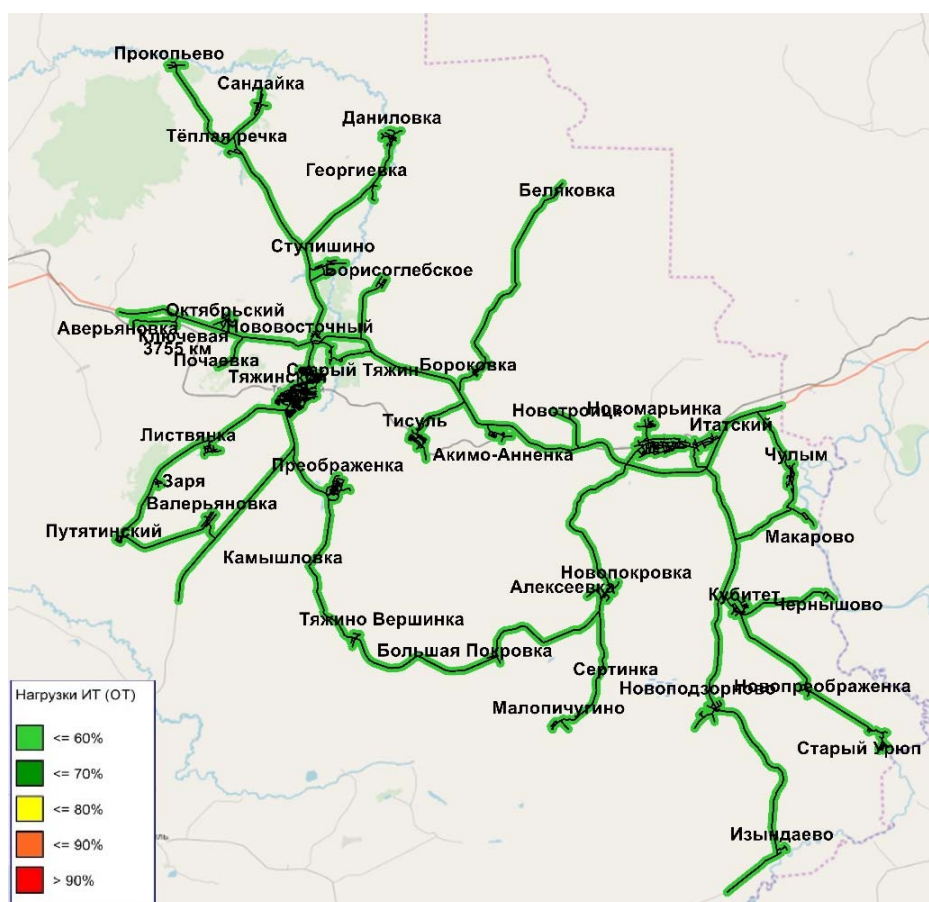 Прокопьево
Сандайка
Даниловка
Тёплая речка
Георгиевка
Беляковка
Ступишино
Борисоглебское
Октябрьский
Аверьяновка
Нововосточный
Ключевая
3755 км
Почаевка
Старый Тяжин
Бороковка
Тяжинский
Новотроицк
Новомарьинка
Тисуль
Итатский
Листвянка
Акимо-Анненка
Чулым
Преображенка
Заря
Валерьяновка
Путятинский
Макарово
Камышловка
Новопокровка
Алексеевка
Кубитет
Чернышово
Тяжино Вершинка
Большая Покровка
Сертинка
Новоподзорново
Новопреображенка
Малопичугино
Старый Урюп
Изындаево
Нагрузки ИТ (ОТ)
<= 60%
<= 70%
<= 80%
<= 90%
> 90%